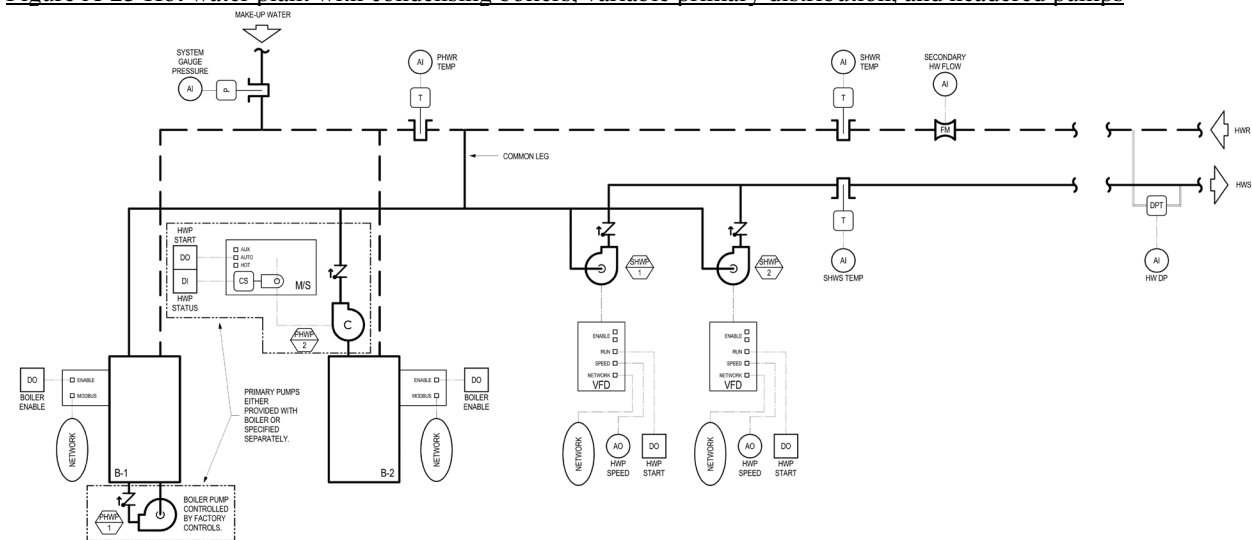 Figure A-23 Hot water plant with condensing boilers, variable primary distribution, and headered pumps
MAKE-UP WATER
SYSTEM
GAUGE
PRESSURE
AI
P
AI
PHWR
TEMP
T
AI
SHWR
TEMP
T
SECONDARY
HW FLOW
AI
FM
HWR
COMMON LEG
HWS
DPT
AI
HW DP
T
AI
SHWS TEMP
HWP
START
DO
DI
HWP
STATUS
AUX
AUTO
HOT
CS
M/S
C
PHWP
2
SHWP
1
SHWP
2
ENABLE
RUN
SPEED
NETWORK
VFD
ENABLE
RUN
SPEED
NETWORK
VFD
DO
BOILER
ENABLE
ENABLE
MODBUS
NETWORK
B-1
PRIMARY PUMPS
EITHER
PROVIDED WITH
BOILER OR
SPECIFIED
SEPARATELY.
ENABLE
MODBUS
DO
BOILER
ENABLE
NETWORK
B-2
NETWORK
AO
HWP
SPEED
DO
HWP
START
NETWORK
AO
HWP
SPEED
DO
HWP
START
PHWP
1
BOILER PUMP
CONTROLLED
BY FACTORY
CONTROLS.